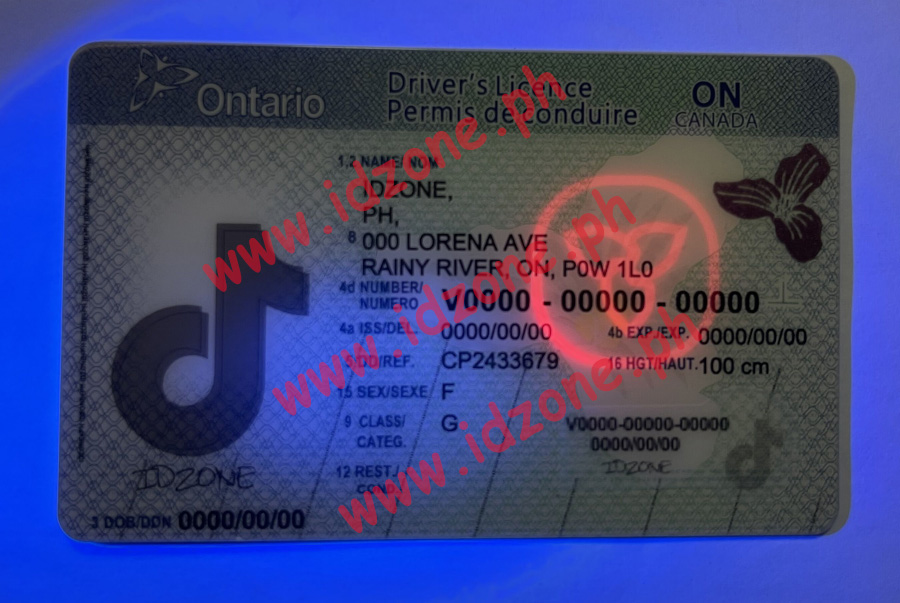 Ontario
Driver's Licence
Permis de conduire
ON
CANADA
1,2 NAME/NOM
IDZONE,
PH,
8 000 LORENA AVE
RAINY RIVER, ON, P0W 1L0
4d NUMBER/
NUMERO
V0000 - 00000 - 00000
4a ISS/DEL. 0000/00/00
4b EXP./EXP. 0000/00/00
5 DD/REF. CP2433679
16 HGT/HAUT. 100 cm
15 SEX/SEXE F
9 CLASS/
CATEG.
G
V0000-00000-00000
0000/00/00
IDZONE
12 REST./
COND.
IDZONE
3 DOB/DDN 0000/00/00
www.idzone.ph
www.idzone.ph
www.idzone.ph